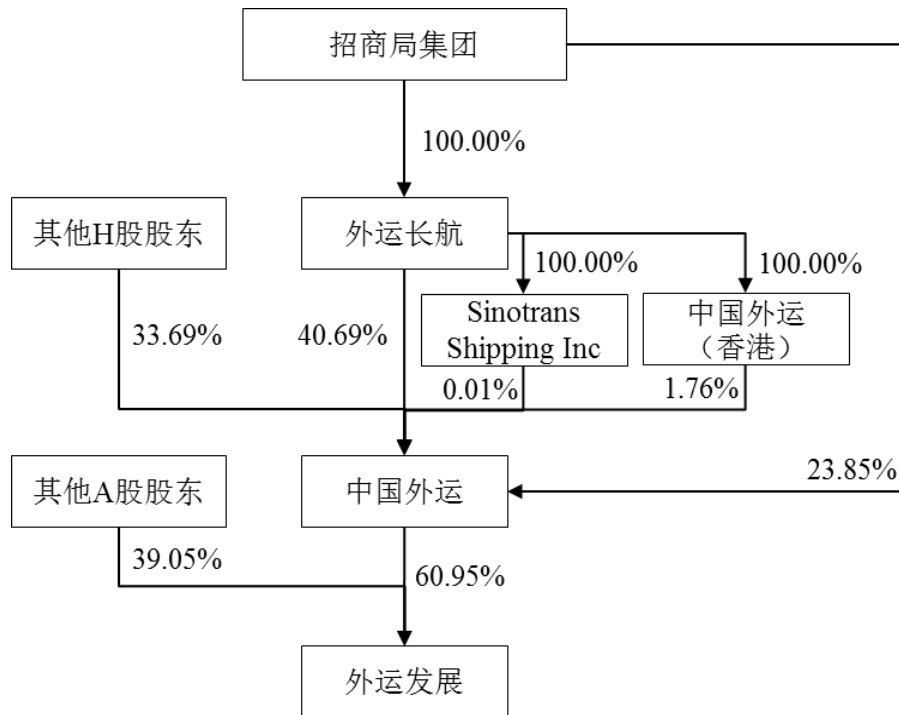 招商局集团
100.00%
其他H股股东
外运长航
100.00%
100.00%
33.69%
40.69%
Sinotrans
Shipping Inc
中国外运
（香港）
0.01%
1.76%
其他A股股东
中国外运
23.85%
39.05%
60.95%
外运发展